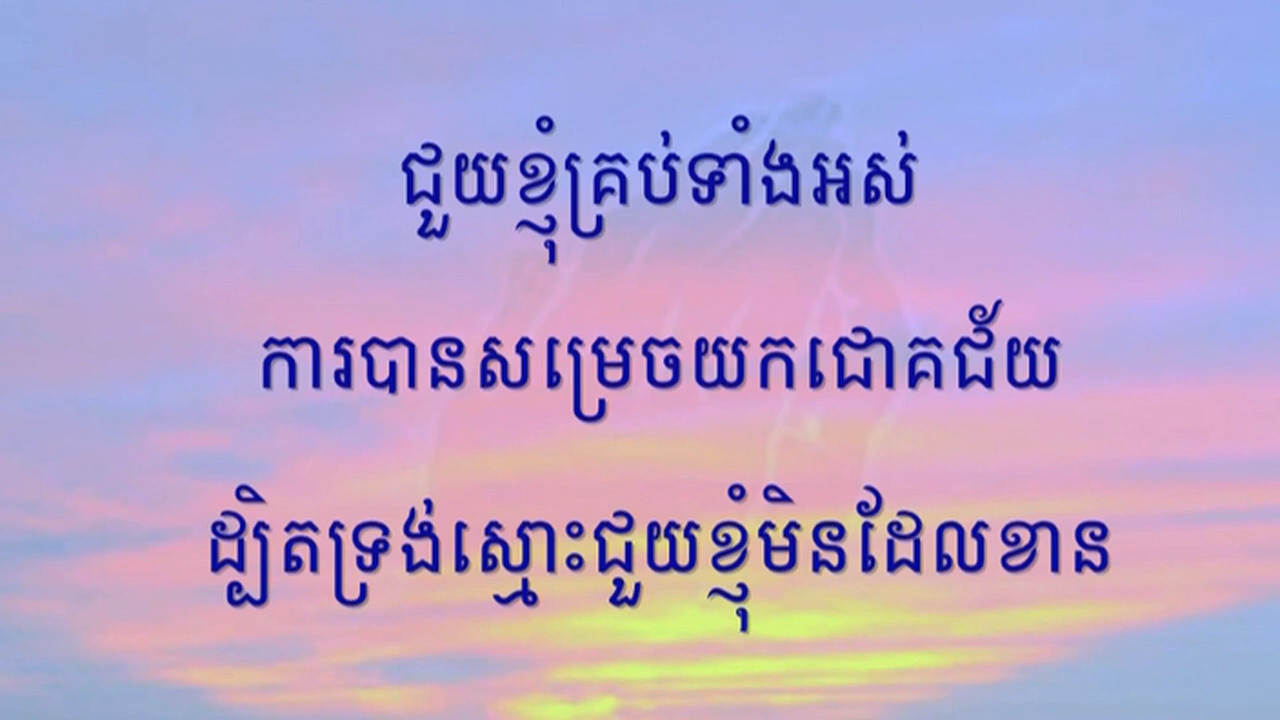 ជួយខ្ញុំគ្រប់ទាំងអស់
ការបានសម្រេចយកជោគជ័យ
ដ្បិតទ្រង់ស្មោះជួយខ្ញុំមិនដែលខាន